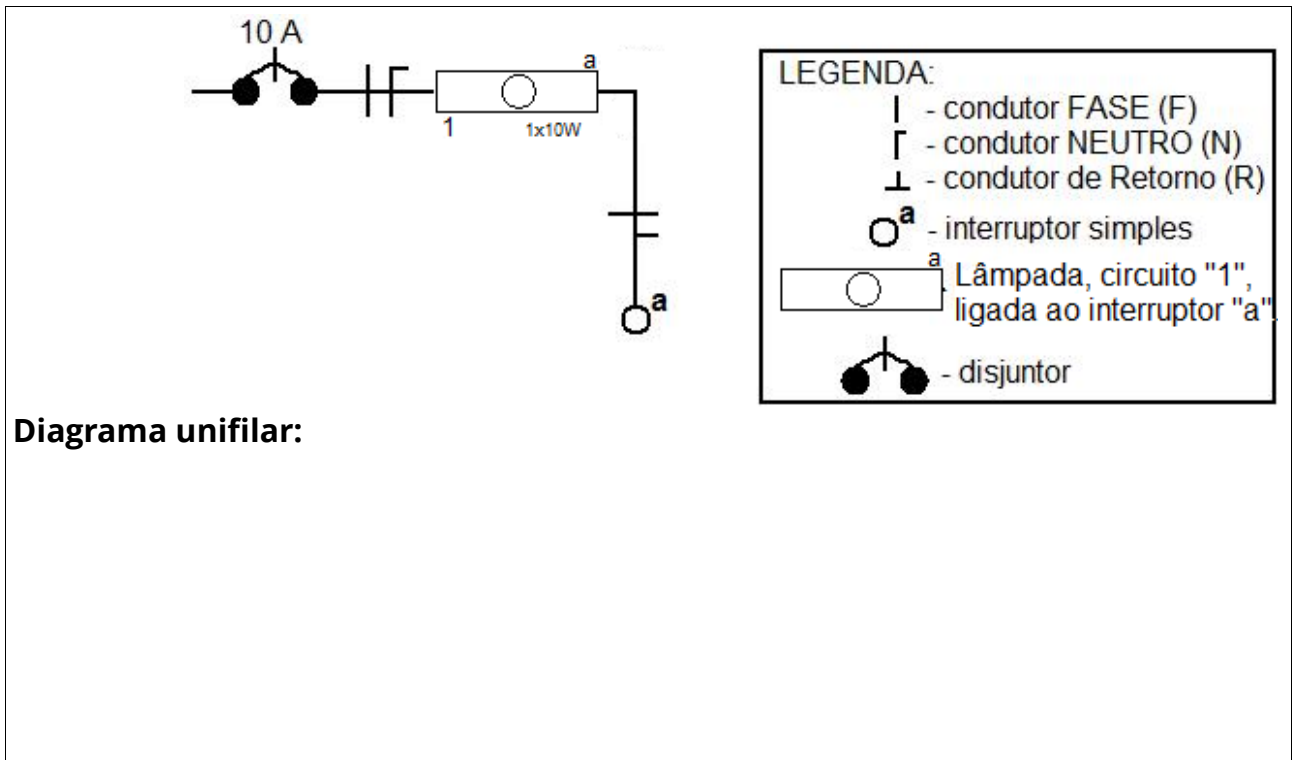 10 A
a
1
1x10W
a
LEGENDA:
- condutor FASE (F)
- condutor NEUTRO (N)
- condutor de Retorno (R)
a
- interruptor simples
a
Lâmpada, circuito "1",
ligada ao interruptor "a".
- disjuntor
Diagrama unifilar: